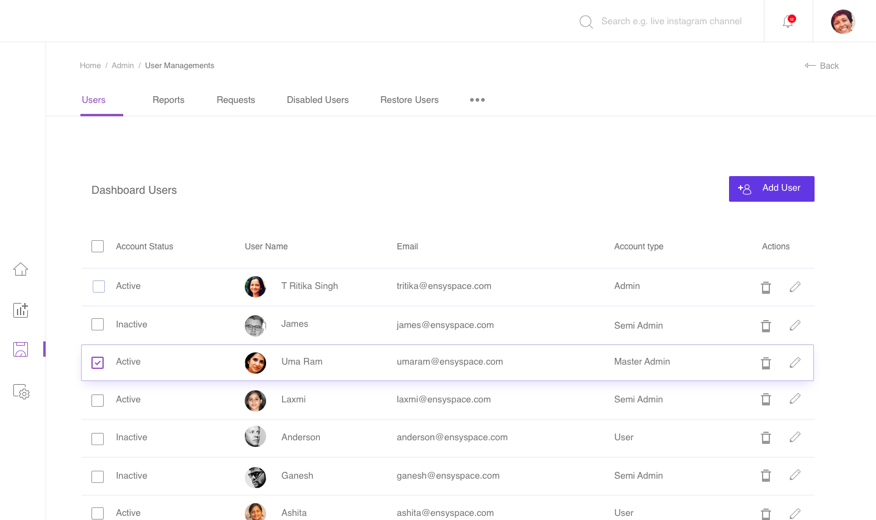 Search e.g. live instagram channel
Home / Admin / User Managements
Back
Users Reports Requests Disabled Users Restore Users
Dashboard Users
Add User
Account Status User Name Email Account type Actions
Active T Ritika Singh tritika@ensyspace.com Admin
Inactive James james@ensyspace.com Semi Admin
Active Uma Ram umaram@ensyspace.com Master Admin
Active Laxmi laxmi@ensyspace.com Semi Admin
Inactive Anderson anderson@ensyspace.com User
Inactive Ganesh ganesh@ensyspace.com Semi Admin
Active Ashita ashita@ensyspace.com User